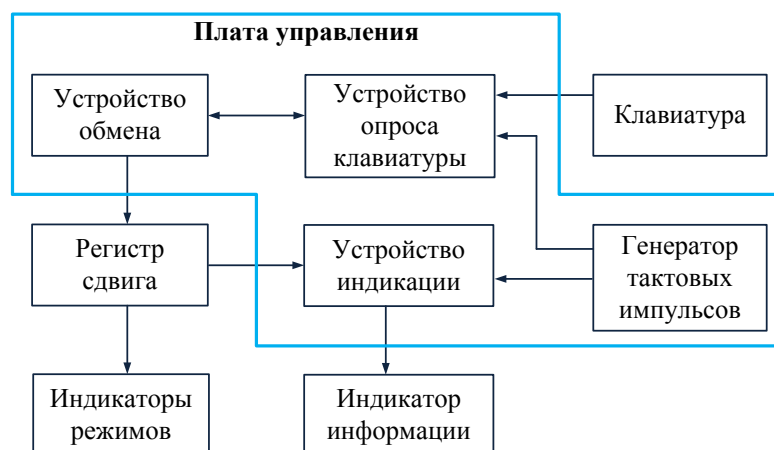 Плата управления
Устройство
обмена
Устройство
опроса
клавиатуры
Клавиатура
Регистр
сдвига
Устройство
индикации
Генератор
тактовых
импульсов
Индикаторы
режимов
Индикатор
информации